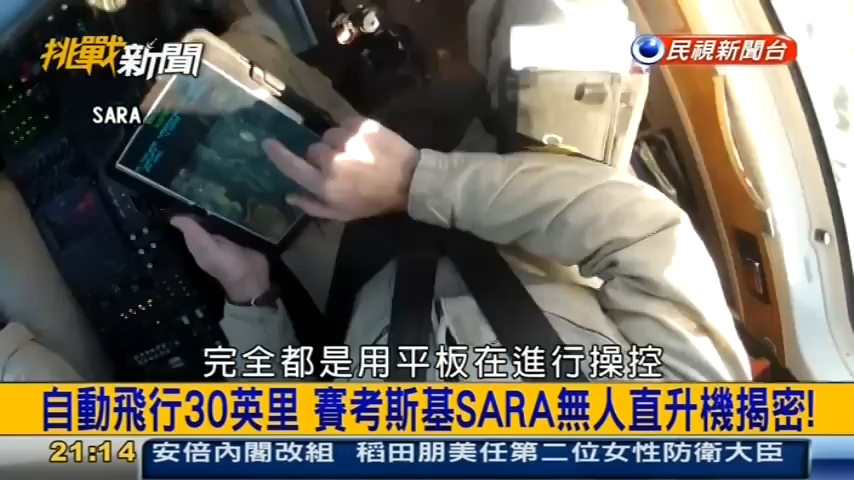 挑戰新聞
民視新聞台
SARA
完全都是用平板在進行操控
自動飛行30英里 賽考斯基SARA無人直升機揭密!
21:14 安倍內閣改組 稻田朋美任第二位女性防衛大臣